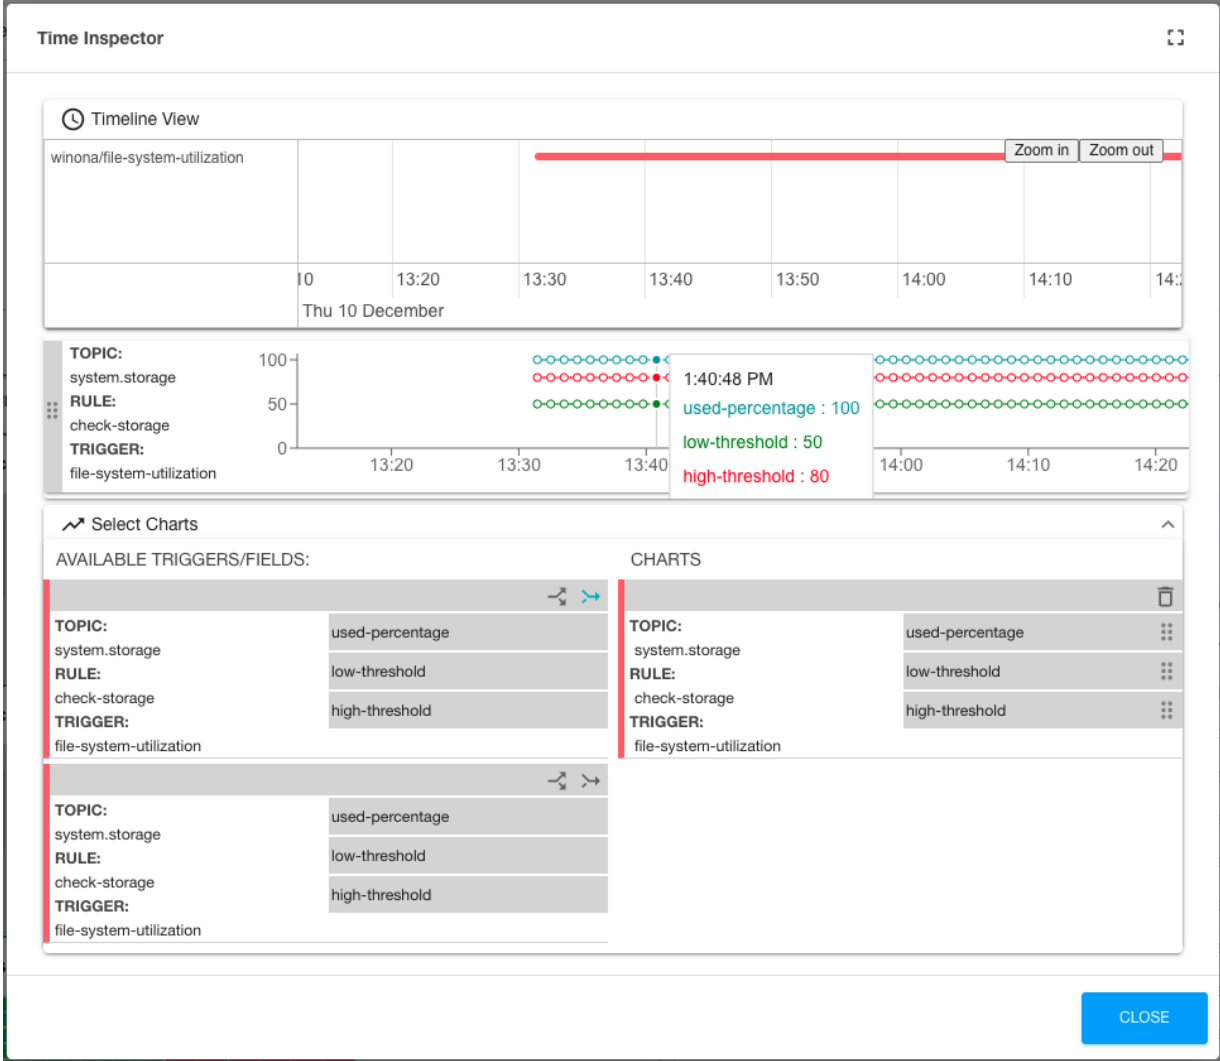 Time Inspector
Timeline View
winona/file-system-utilization
Zoom in Zoom out
10 13:20 13:30 13:40 13:50 14:00 14:10 14:
Thu 10 December
TOPIC:
system.storage
RULE:
check-storage
TRIGGER:
file-system-utilization
100
50
0
13:20 13:30 13:40 14:00 14:10 14:20
1:40:48 PM
used-percentage : 100
low-threshold : 50
high-threshold : 80
Select Charts
AVAILABLE TRIGGERS/FIELDS:
TOPIC:
system.storage
RULE:
check-storage
TRIGGER:
file-system-utilization
used-percentage
low-threshold
high-threshold
TOPIC:
system.storage
RULE:
check-storage
TRIGGER:
file-system-utilization
used-percentage
low-threshold
high-threshold
CHARTS
TOPIC:
system.storage
RULE:
check-storage
TRIGGER:
file-system-utilization
used-percentage
low-threshold
high-threshold
CLOSE